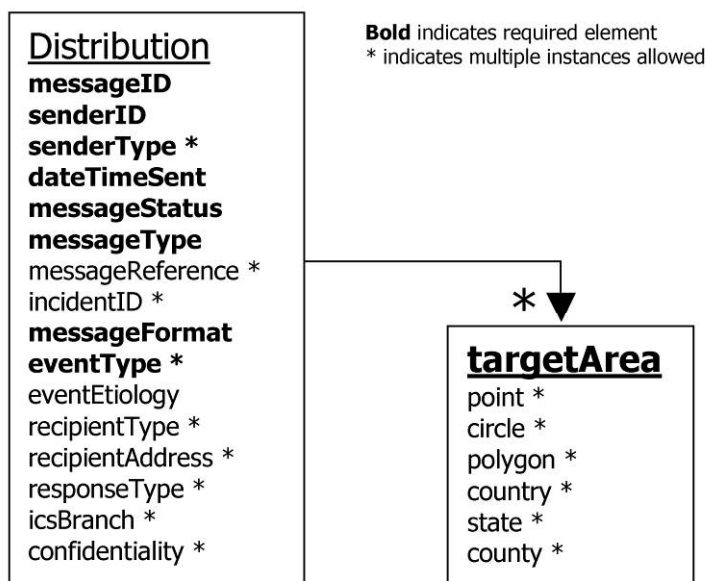 Distribution
messageID
senderID
senderType *
dateTimeSent
messageStatus
messageType
messageReference *
incidentID *
messageFormat
eventType *
eventEtiology
recipientType *
recipientAddress *
responseType *
icsBranch *
confidentiality *
Bold indicates required element
* indicates multiple instances allowed
*
targetArea
point *
circle *
polygon *
country *
state *
county *